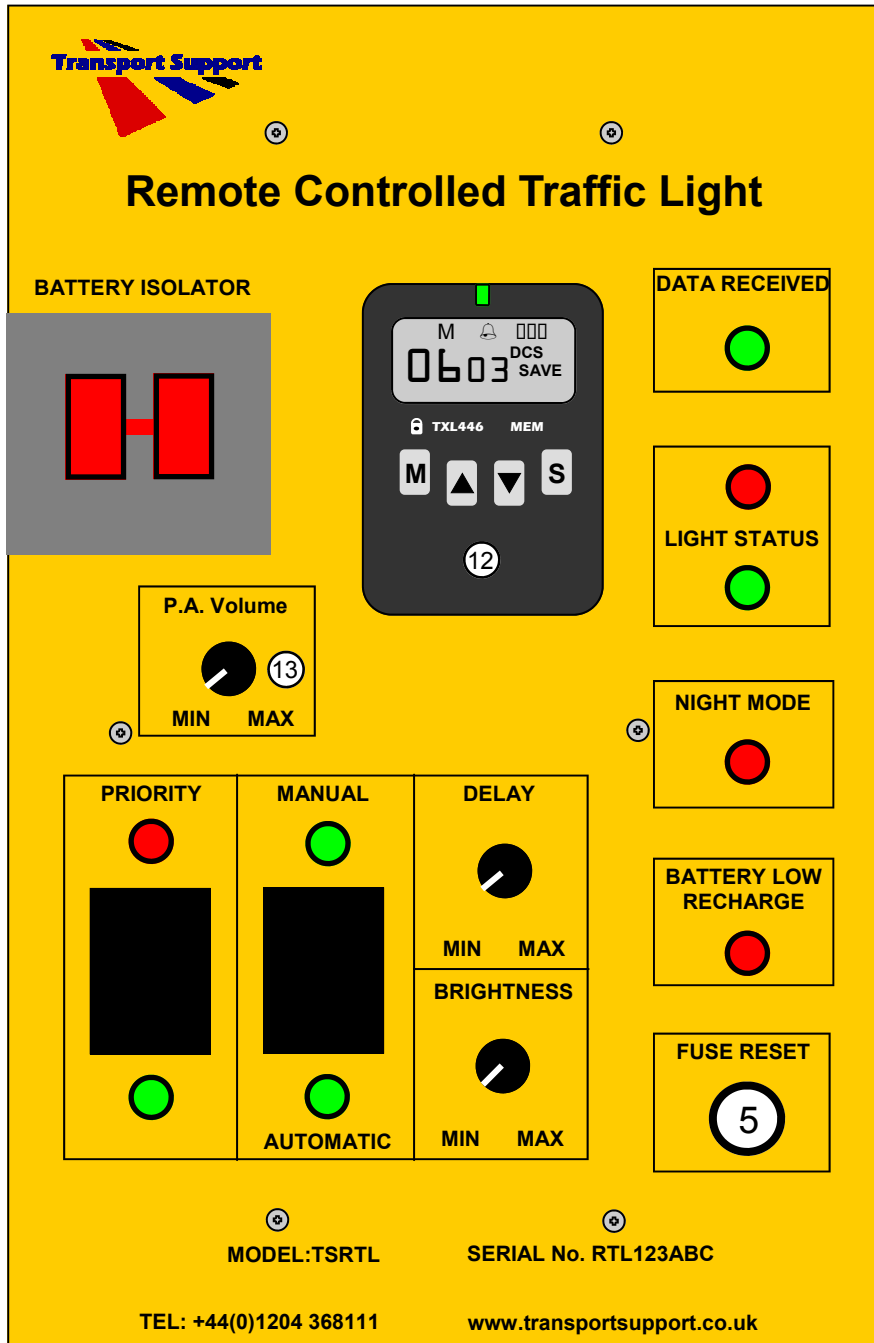 Transport Support
Remote Controlled Traffic Light
BATTERY ISOLATOR
M
06 03 DCS
SAVE
TXL446 MEM
M S
12
DATA RECEIVED
LIGHT STATUS
P.A. Volume
13
MIN MAX
NIGHT MODE
PRIORITY
MANUAL
AUTOMATIC
DELAY
MIN MAX
BRIGHTNESS
MIN MAX
BATTERY LOW
RECHARGE
FUSE RESET
5
MODEL:TSRTL SERIAL No. RTL123ABC
TEL: +44(0)1204 368111 www.transportsupport.co.uk